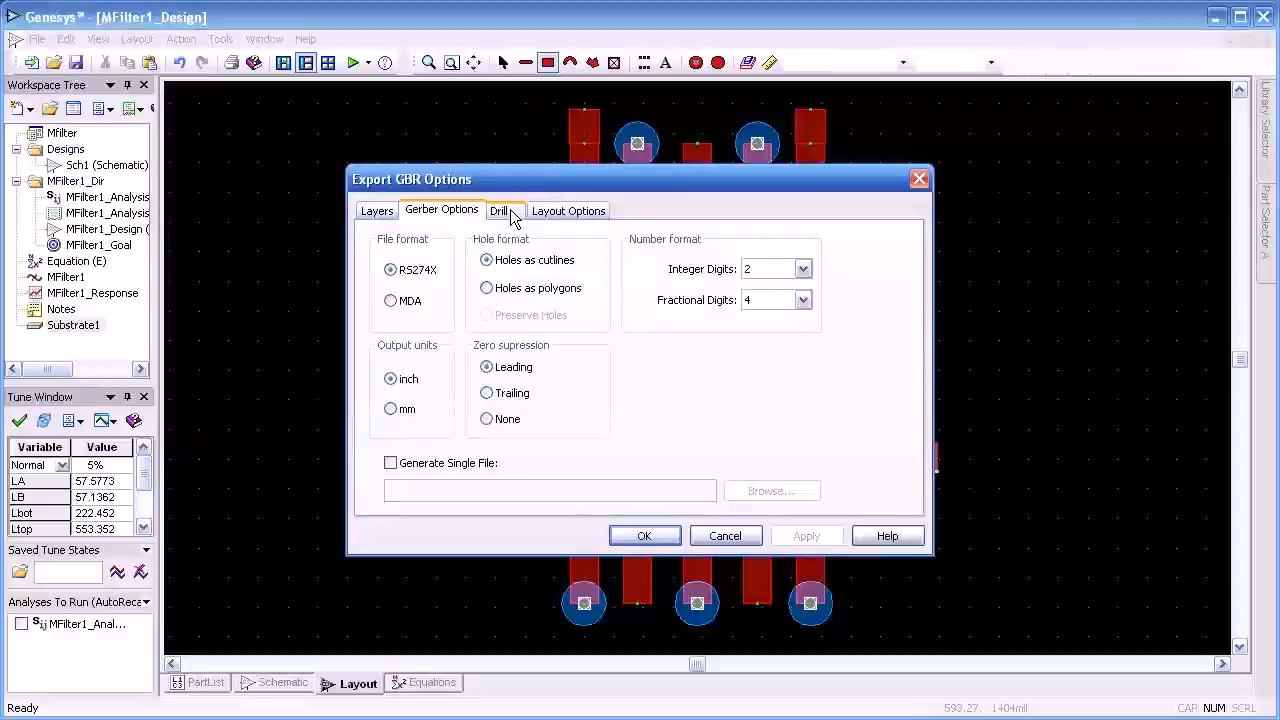 Genesys™ - [MFilter1_Design]
File Edit View Layout Action Tools Window Help
Workspace Tree
MFilter
Designs
Sch1 (Schematic)
MFilter1_Dir
MFilter1_Analysis
MFilter1_Analysis
MFilter1_Design (
MFilter1_Goal
Equation (E)
MFilter1
MFilter1_Response
Notes
Substrate1
Tune Window
Variable Value
Normal 5%
LA 57.5773
LB 57.1362
Lbot 222.452
Ltop 553.352
Saved Tune States
Analyses To Run (AutoReca
MFilter1_Anal...
Export GBR Options
Layers Gerber Options Drill Layout Options
File format
RS274X
MDA
Hole format
Holes as cutlines
Holes as polygons
Preserve Holes
Number format
Integer Digits: 2
Fractional Digits: 4
Output units
inch
mm
Zero supression
Leading
Trailing
None
Generate Single File:
Browse...
OK Cancel Apply Help
Library Selector
Part Selector A
PartList Schematic Layout Equations
Ready
593.27, 1404mil
CAP NUM SCRL